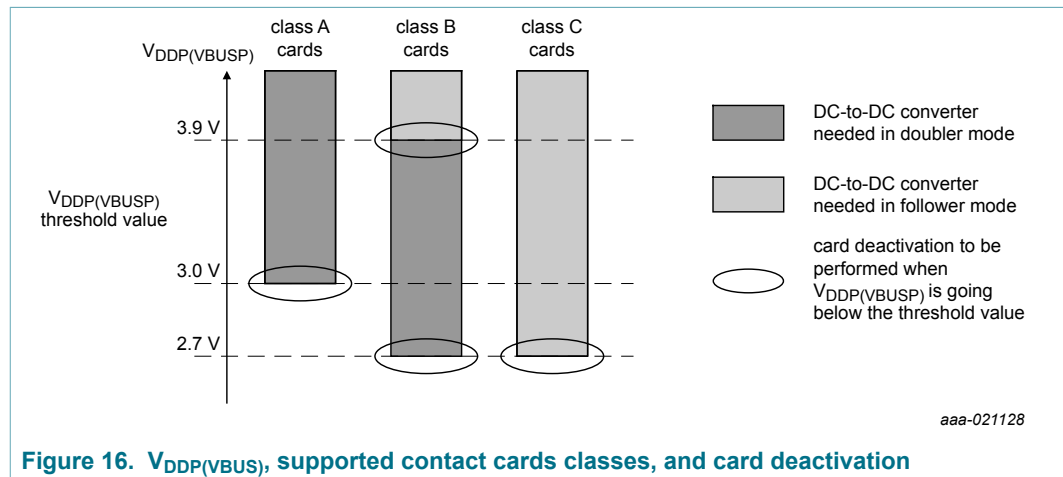 class A
cards
class B
cards
class C
cards
VDDP(VBUSP)
3.9 V
VDDP(VBUSP)
threshold value
3.0 V
2.7 V
DC-to-DC converter
needed in doubler mode
DC-to-DC converter
needed in follower mode
card deactivation to be
performed when
VDDP(VBUSP) is going
below the threshold value
aaa-021128
Figure 16. VDDP(VBUS), supported contact cards classes, and card deactivation